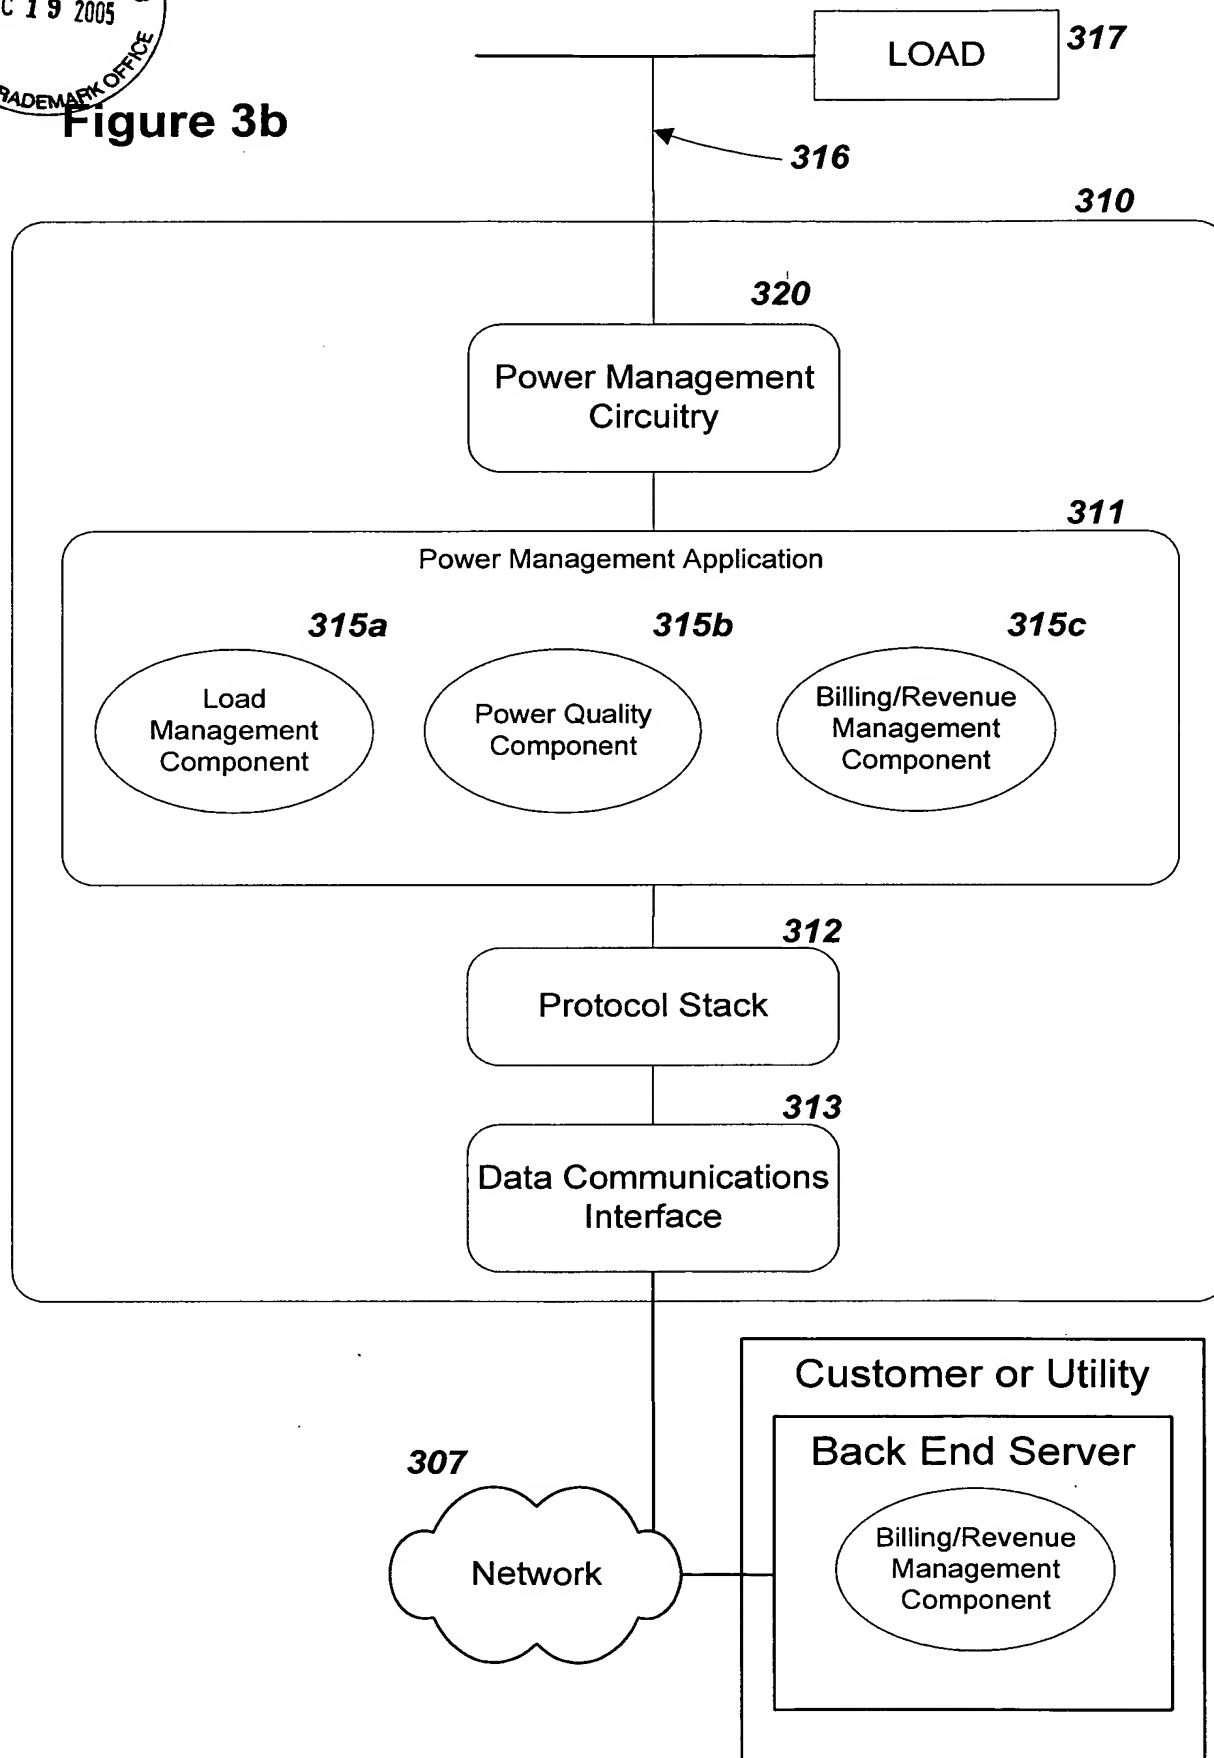 C 19 2005
RADEMARK OFFICE
Figure 3b
LOAD
317
316
310
320
Power Management
Circuitry
311
Power Management Application
315a
315b
315c
Load
Management
Component
Power Quality
Component
Billing/Revenue
Management
Component
312
Protocol Stack
313
Data Communications
Interface
Customer or Utility
Back End Server
307
Network
Billing/Revenue
Management
Component